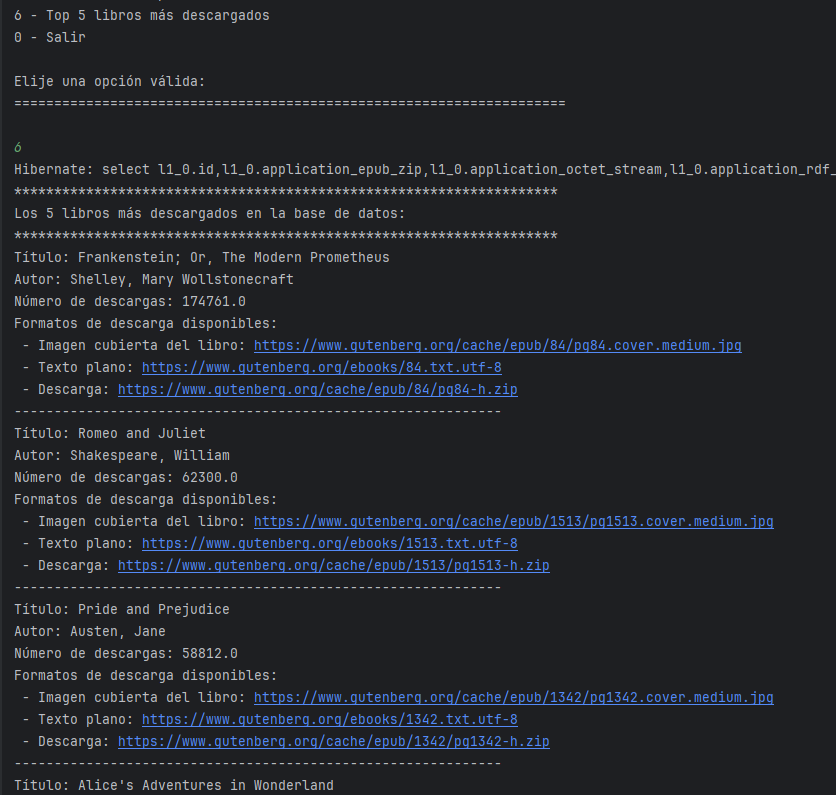 6 - Top 5 libros más descargados
0 - Salir
Elije una opción válida:
=====================================================================
6
Hibernate: select l1_0.id,l1_0.application_epub_zip,l1_0.application_octet_stream,l1_0.application_rdf_
********************************************************************
Los 5 libros más descargados en la base de datos:
********************************************************************
Título: Frankenstein; Or, The Modern Prometheus
Autor: Shelley, Mary Wollstonecraft
Número de descargas: 174761.0
Formatos de descarga disponibles:
- Imagen cubierta del libro: https://www.gutenberg.org/cache/epub/84/pg84.cover.medium.jpg
- Texto plano: https://www.gutenberg.org/ebooks/84.txt.utf-8
- Descarga: https://www.gutenberg.org/cache/epub/84/pg84-h.zip
-------------------------------------------------------------
Título: Romeo and Juliet
Autor: Shakespeare, William
Número de descargas: 62300.0
Formatos de descarga disponibles:
- Imagen cubierta del libro: https://www.gutenberg.org/cache/epub/1513/pg1513.cover.medium.jpg
- Texto plano: https://www.gutenberg.org/ebooks/1513.txt.utf-8
- Descarga: https://www.gutenberg.org/cache/epub/1513/pg1513-h.zip
-------------------------------------------------------------
Título: Pride and Prejudice
Autor: Austen, Jane
Número de descargas: 58812.0
Formatos de descarga disponibles:
- Imagen cubierta del libro: https://www.gutenberg.org/cache/epub/1342/pg1342.cover.medium.jpg
- Texto plano: https://www.gutenberg.org/ebooks/1342.txt.utf-8
- Descarga: https://www.gutenberg.org/cache/epub/1342/pg1342-h.zip
-------------------------------------------------------------
Título: Alice's Adventures in Wonderland